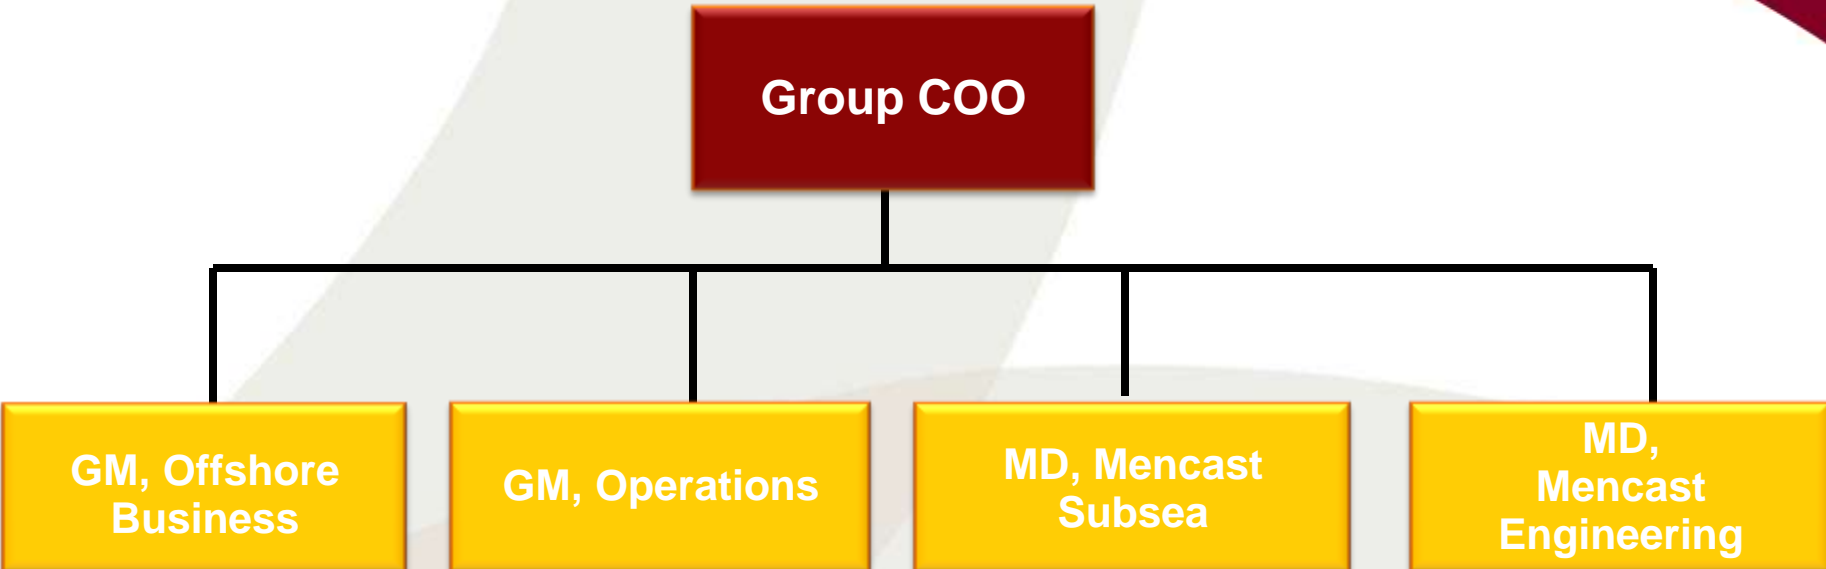 Group COO
GM, Offshore
Business
GM, Operations
MD, Mencast
Subsea
MD,
Mencast
Engineering